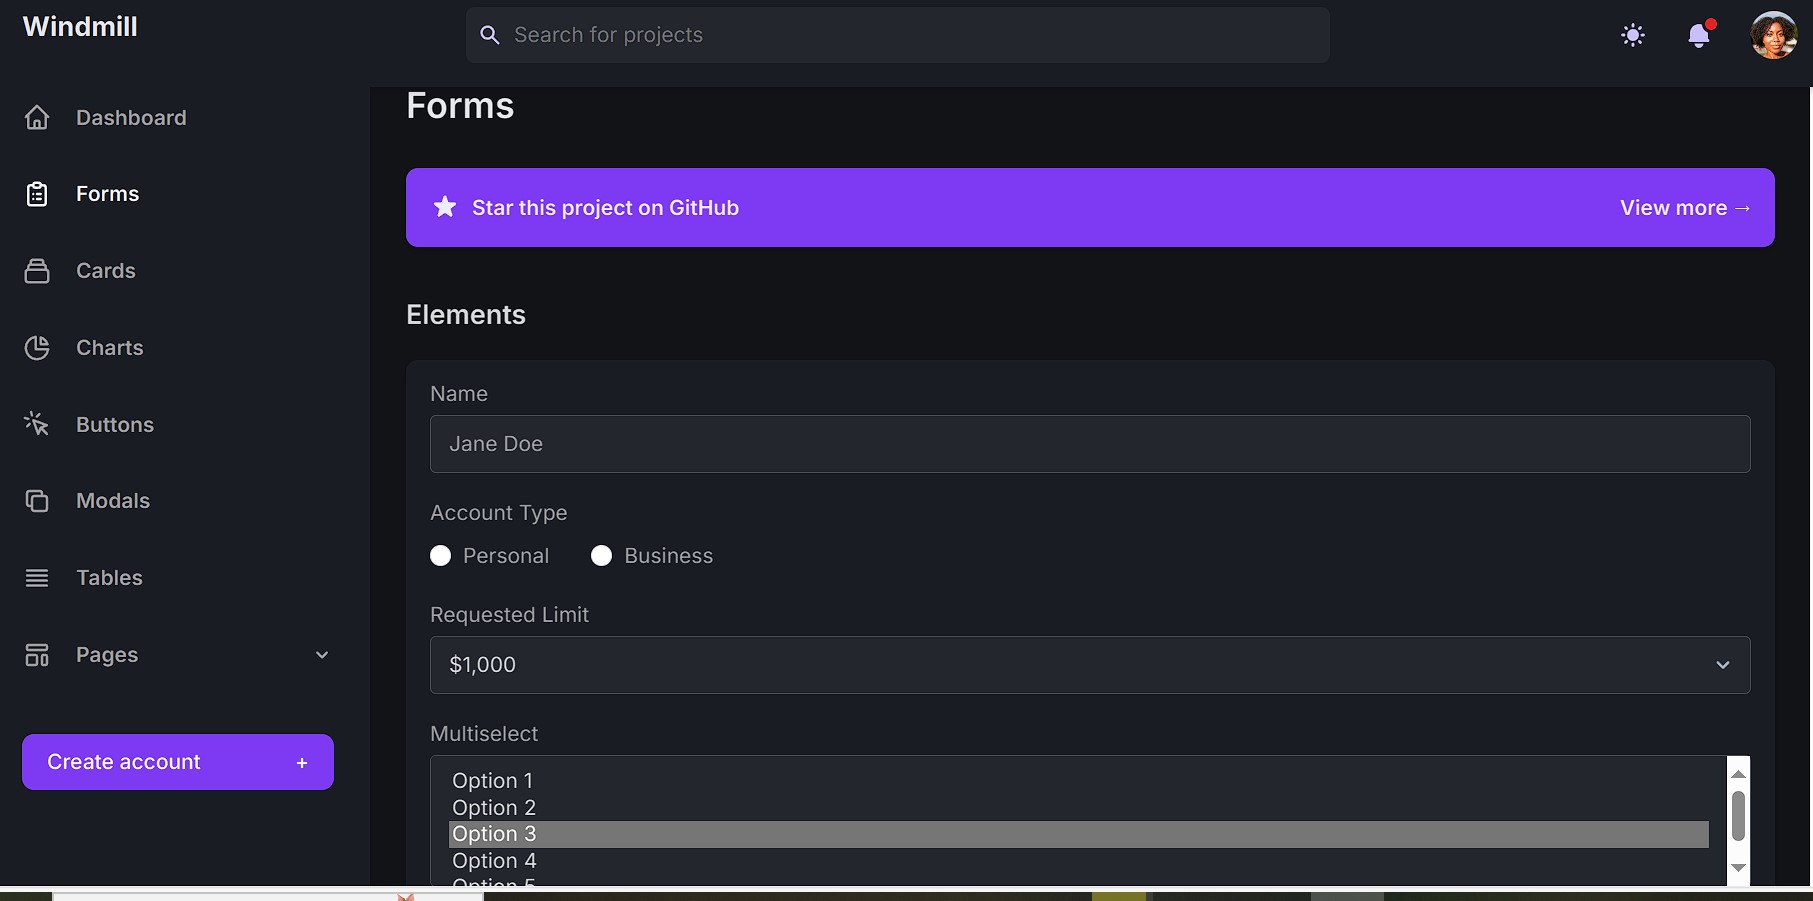 Windmill
Search for projects
Dashboard
Forms
Cards
Charts
Buttons
Modals
Tables
Pages
Create account +
Forms
Star this project on GitHub
View more →
Elements
Name
Jane Doe
Account Type
Personal
Business
Requested Limit
$1,000
Multiselect
Option 1
Option 2
Option 3
Option 4
Option 5